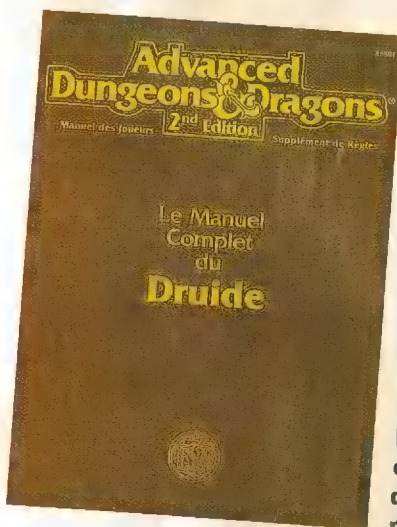 Advanced
Dungeons & Dragons®
Manuel des Joueurs 2nd Edition Supplément de Règles
Le Manuel
Complet
du
Druide